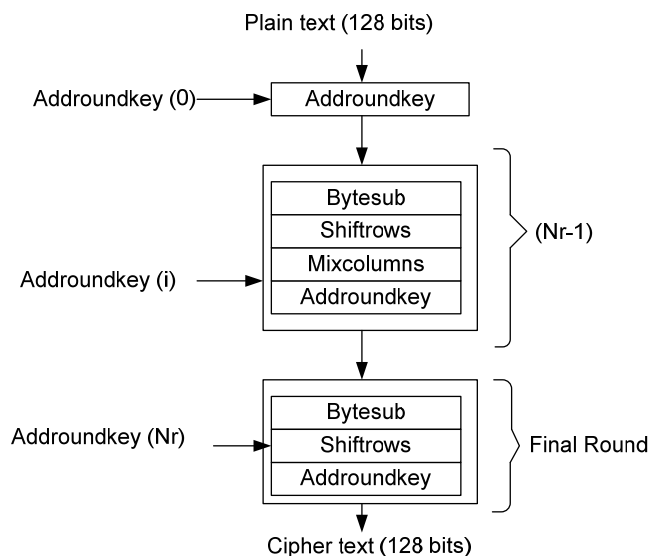 Plain text (128 bits)
Addroundkey (0)
Addroundkey
Bytesub
Shiftrows
Mixcolumns
Addroundkey
Addroundkey (i)
(Nr-1)
Bytesub
Shiftrows
Addroundkey
Addroundkey (Nr)
Final Round
Cipher text (128 bits)